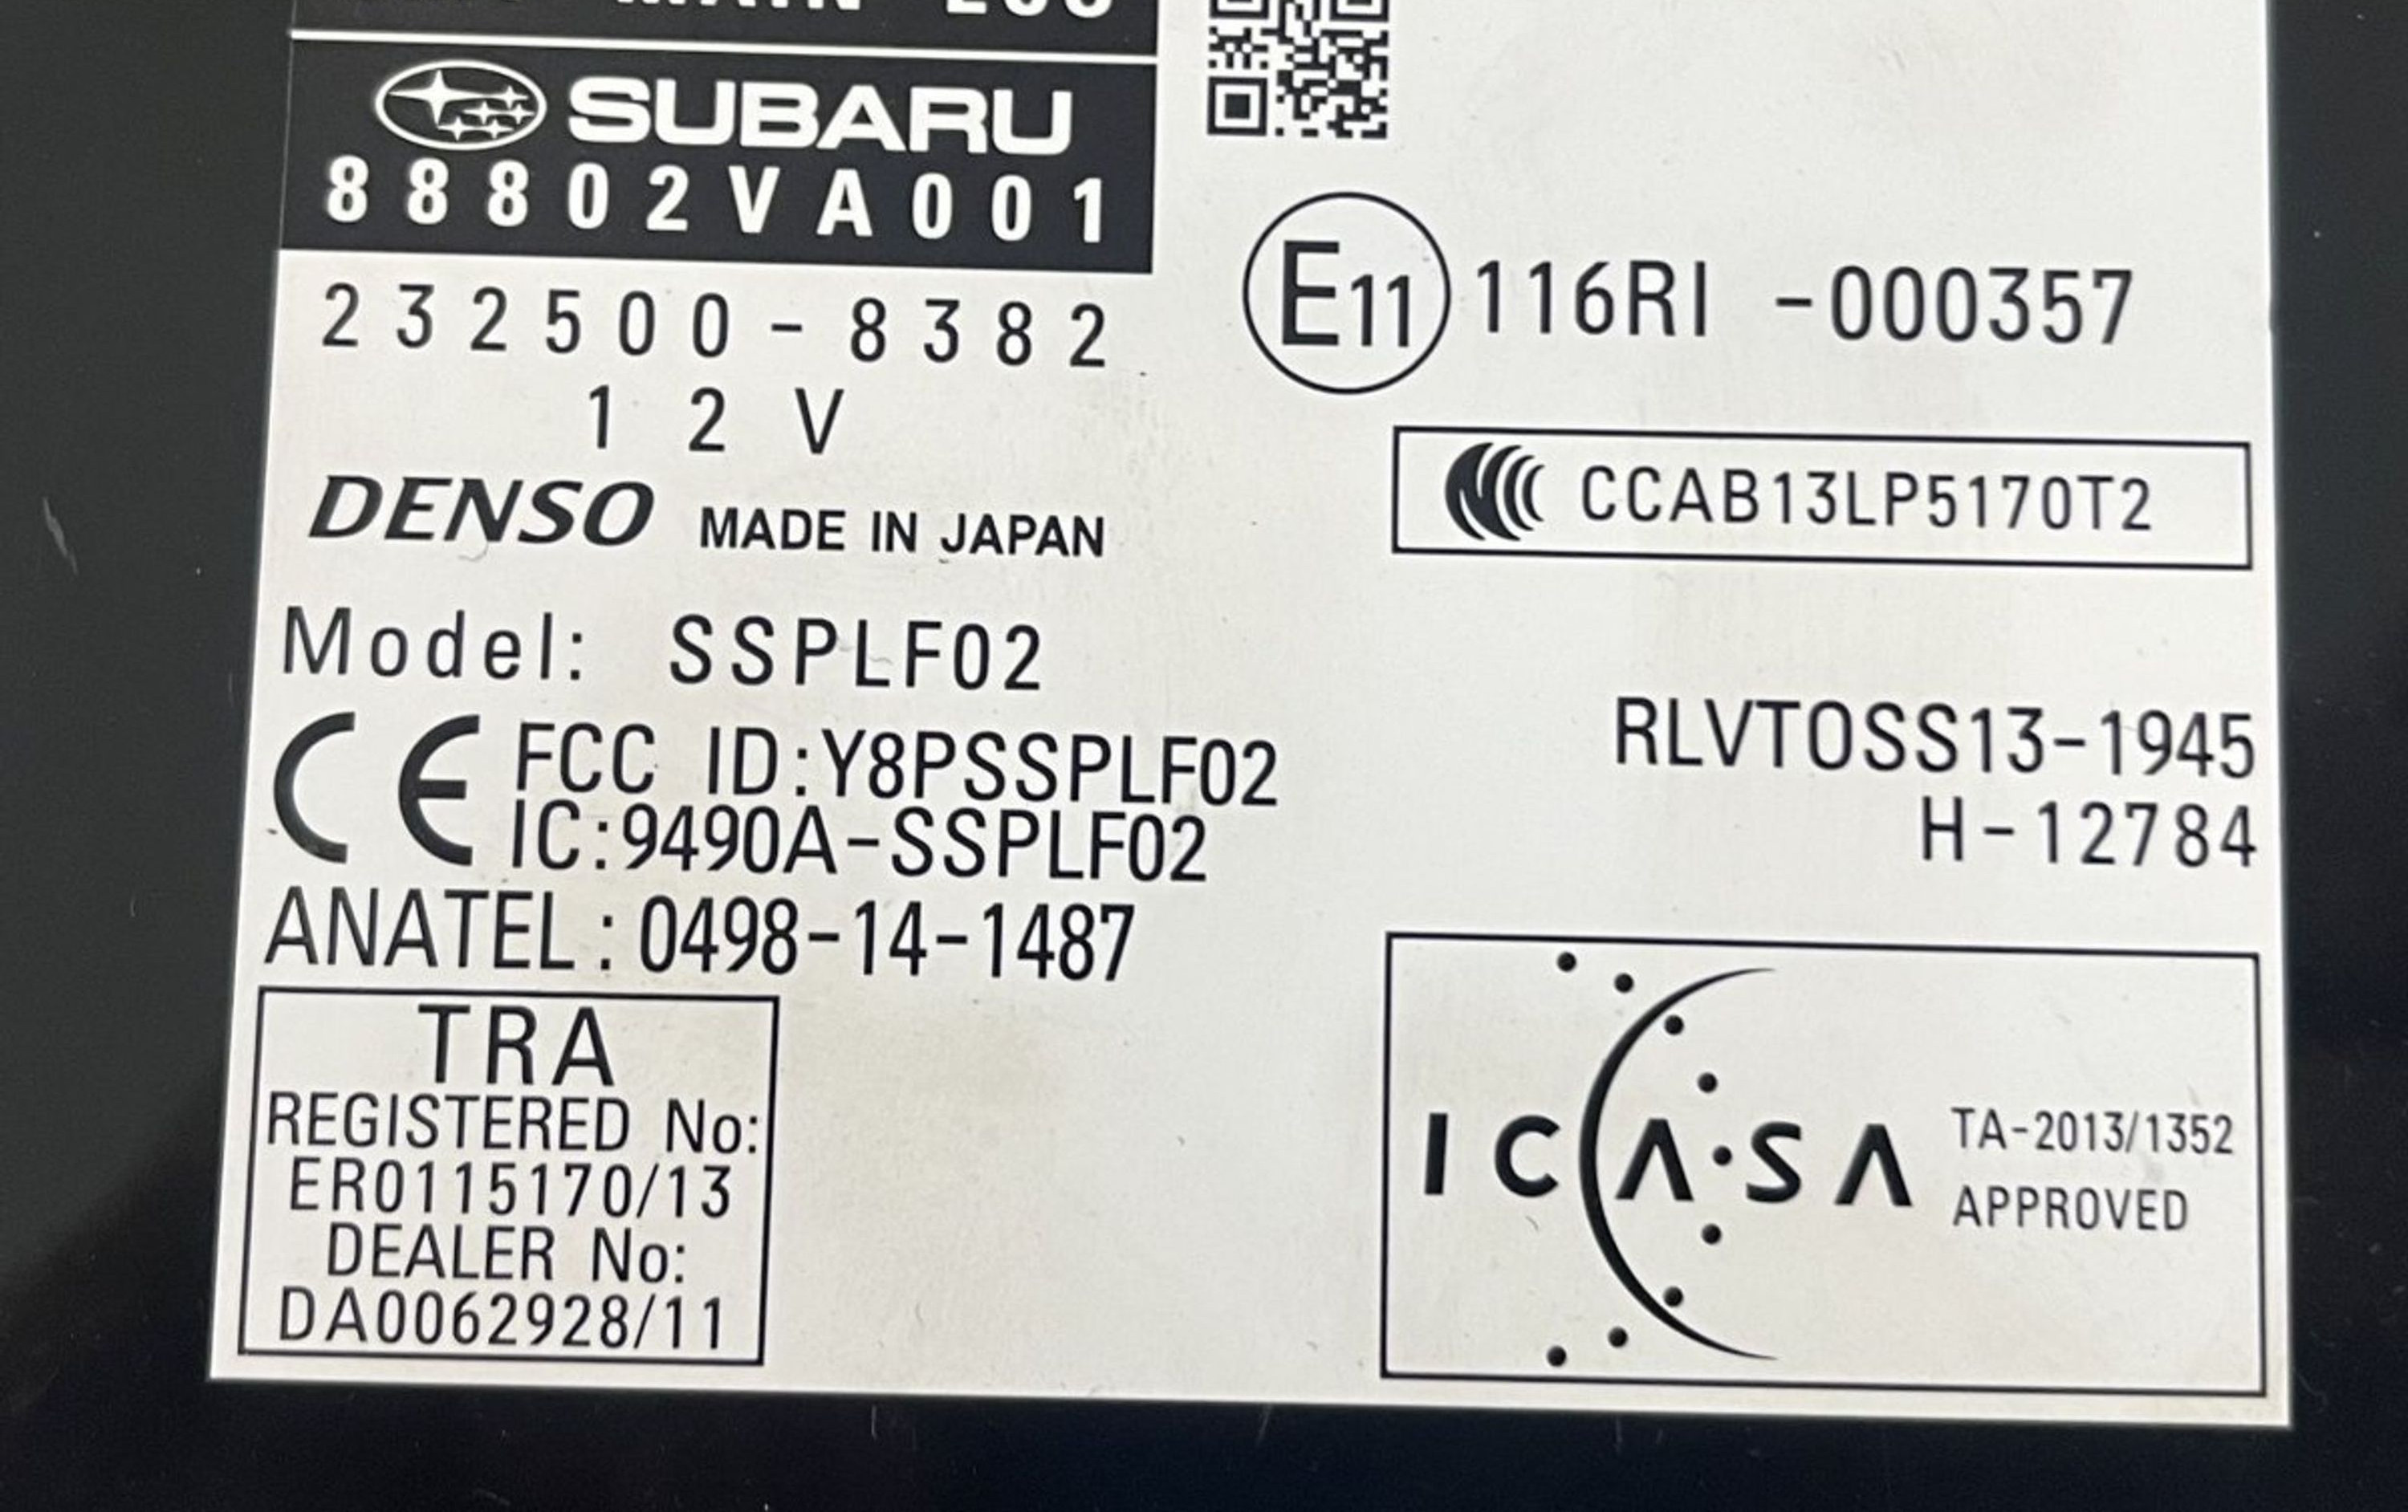 SUBARU
88802VA001
232500-8382
12V
DENSO MADE IN JAPAN
Model: SSPLF02
CE FCC ID:Y8PSSPLF02
IC:9490A-SSPLF02
ANATEL: 0498-14-1487
TRA
REGISTERED No:
ER0115170/13
DEALER No:
DA0062928/11
E11 116RI -000357
CCAB13LP5170T2
RLVTOSS13-1945
H-12784
ICASA TA-2013/1352
APPROVED